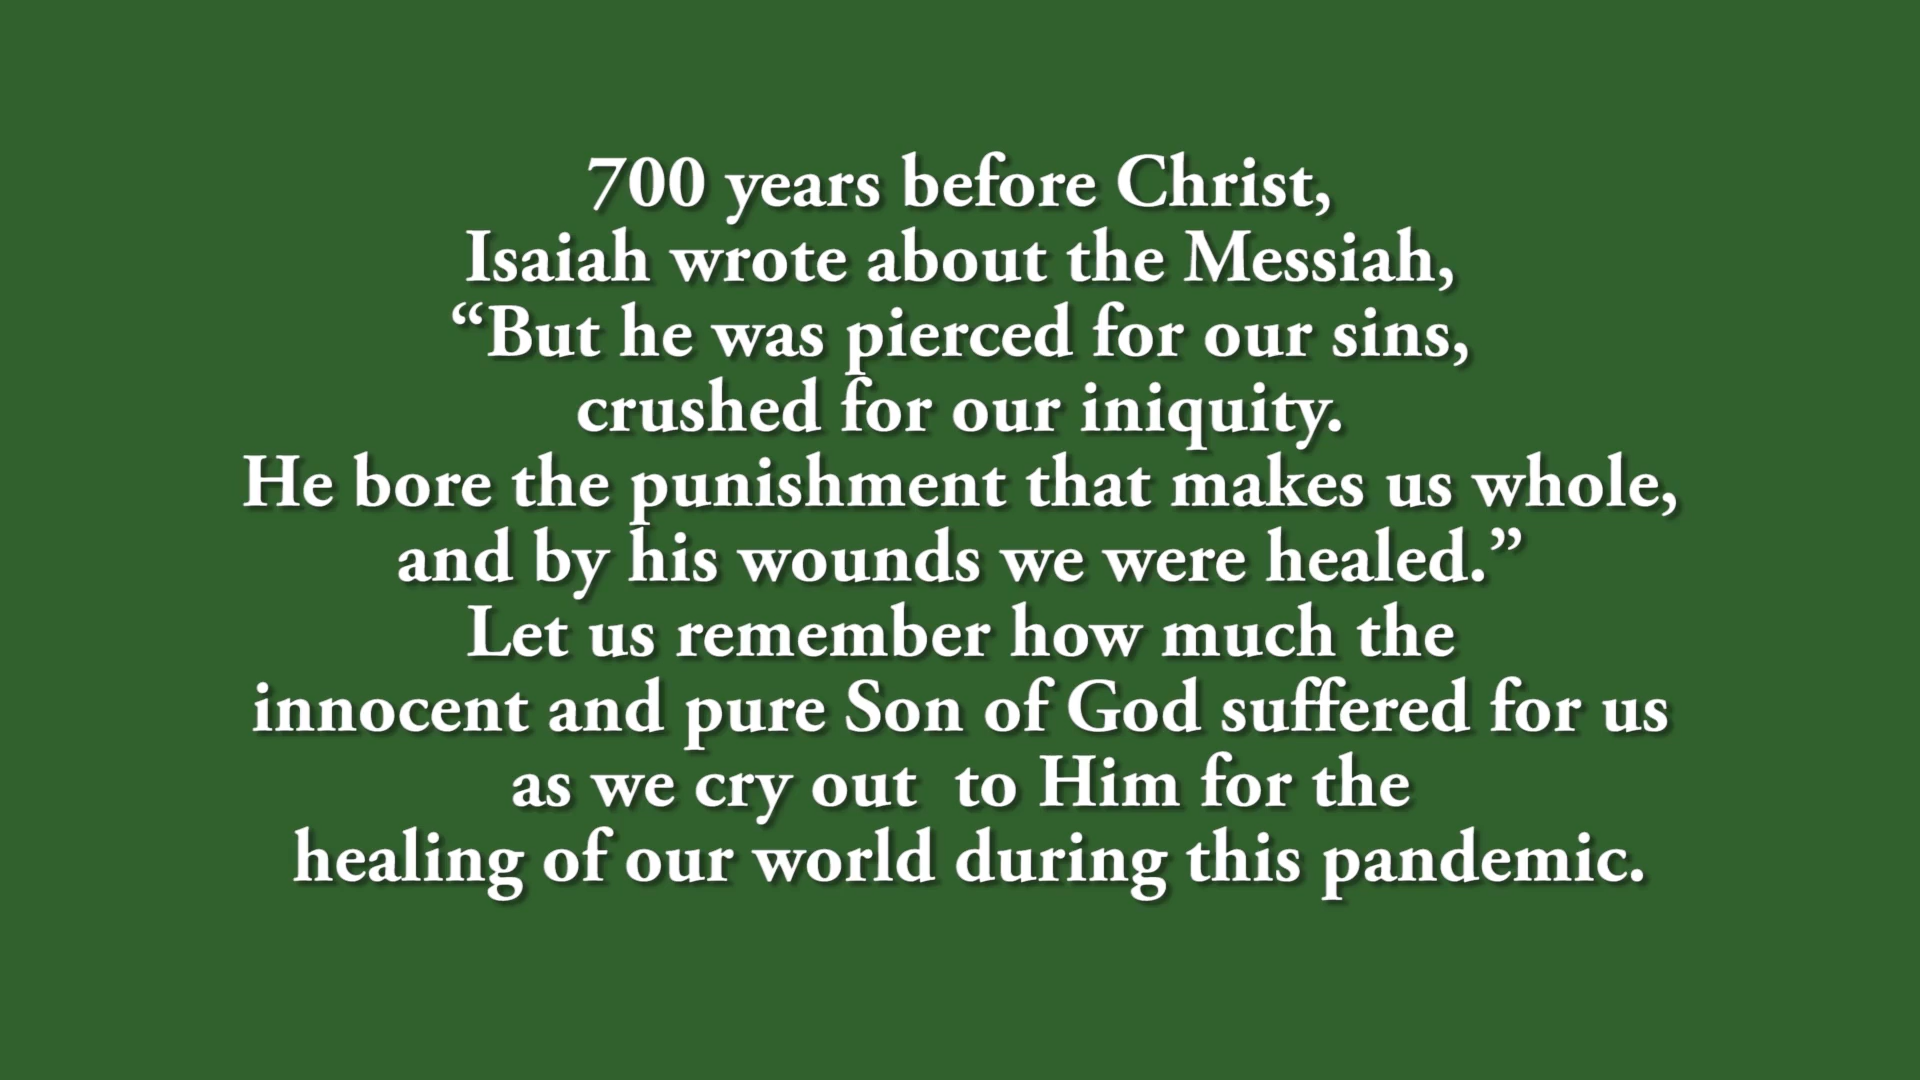 700 years before Christ,
Isaiah wrote about the Messiah,
“But he was pierced for our sins,
crushed for our iniquity.
He bore the punishment that makes us whole,
and by his wounds we were healed.”
Let us remember how much the
innocent and pure Son of God suffered for us
as we cry out  to Him for the
healing of our world during this pandemic.